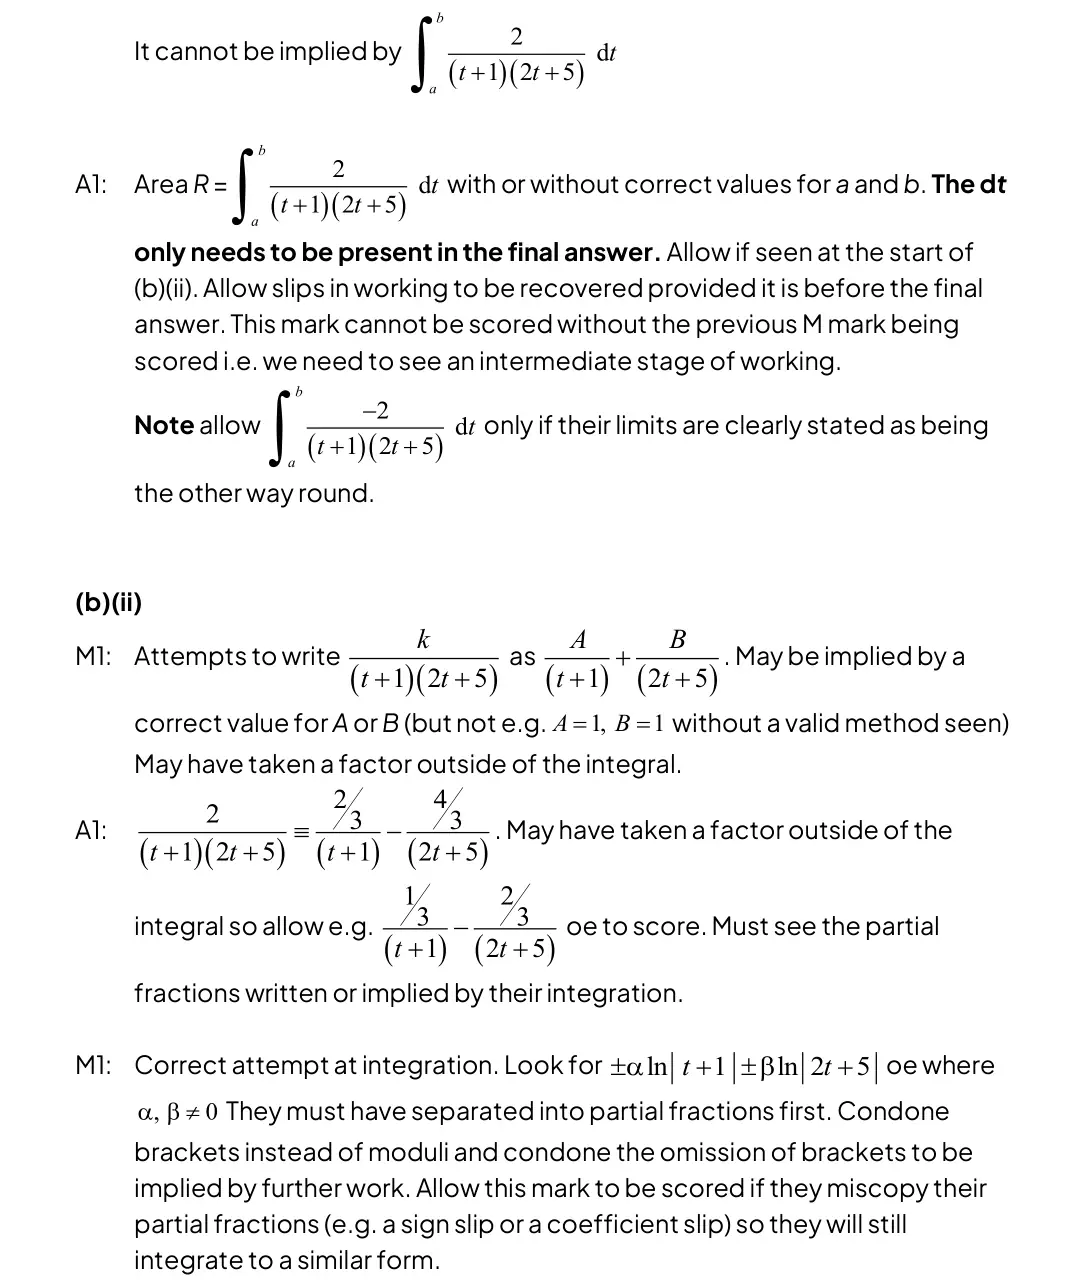 It cannot be implied by ∫_a^b 2/((t+1)(2t+5)) dt
A1: Area R = ∫_a^b 2/((t+1)(2t+5)) dt with or without correct values for a and b. The dt
only needs to be present in the final answer. Allow if seen at the start of
(b)(ii). Allow slips in working to be recovered provided it is before the final
answer. This mark cannot be scored without the previous M mark being
scored i.e. we need to see an intermediate stage of working.
Note allow ∫_a^b −2/((t+1)(2t+5)) dt only if their limits are clearly stated as being
the other way round.
(b)(ii)
M1: Attempts to write k/((t+1)(2t+5)) as A/(t+1) + B/(2t+5). May be implied by a
correct value for A or B (but not e.g. A=1, B=1 without a valid method seen)
May have taken a factor outside of the integral.
A1: 2/((t+1)(2t+5)) ≡ (2/3)/(t+1) − (4/3)/(2t+5). May have taken a factor outside of the
integral so allow e.g. (1/3)/(t+1) − (2/3)/(2t+5) oe to score. Must see the partial
fractions written or implied by their integration.
M1: Correct attempt at integration. Look for ±α ln|t+1|±β ln|2t+5| oe where
α, β ≠ 0 They must have separated into partial fractions first. Condone
brackets instead of moduli and condone the omission of brackets to be
implied by further work. Allow this mark to be scored if they miscopy their
partial fractions (e.g. a sign slip or a coefficient slip) so they will still
integrate to a similar form.